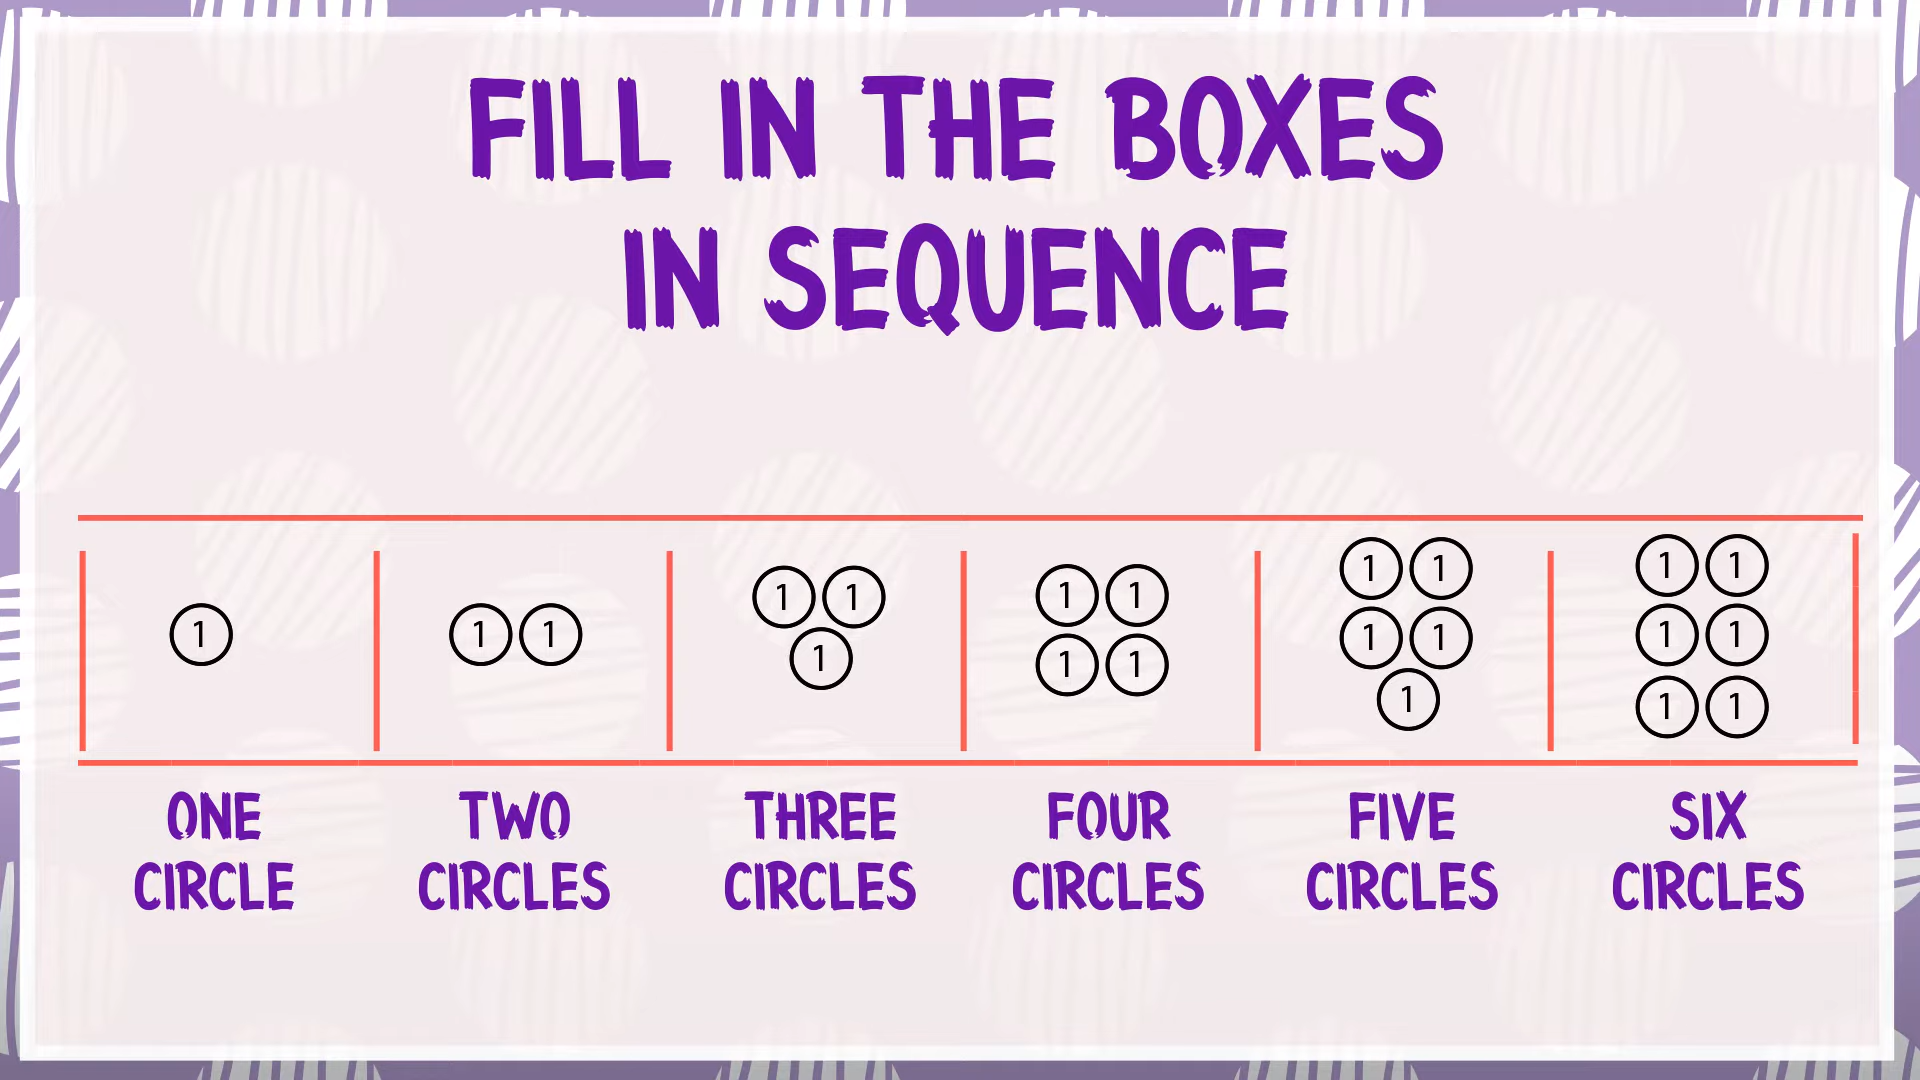 FILL IN THE BOXES
IN SEQUENCE
1
1 1
1 1
1
1 1
1 1
1 1
1 1
1
1 1
1 1
1 1
ONE
CIRCLE
TWO
CIRCLES
THREE
CIRCLES
FOUR
CIRCLES
FIVE
CIRCLES
SIX
CIRCLES